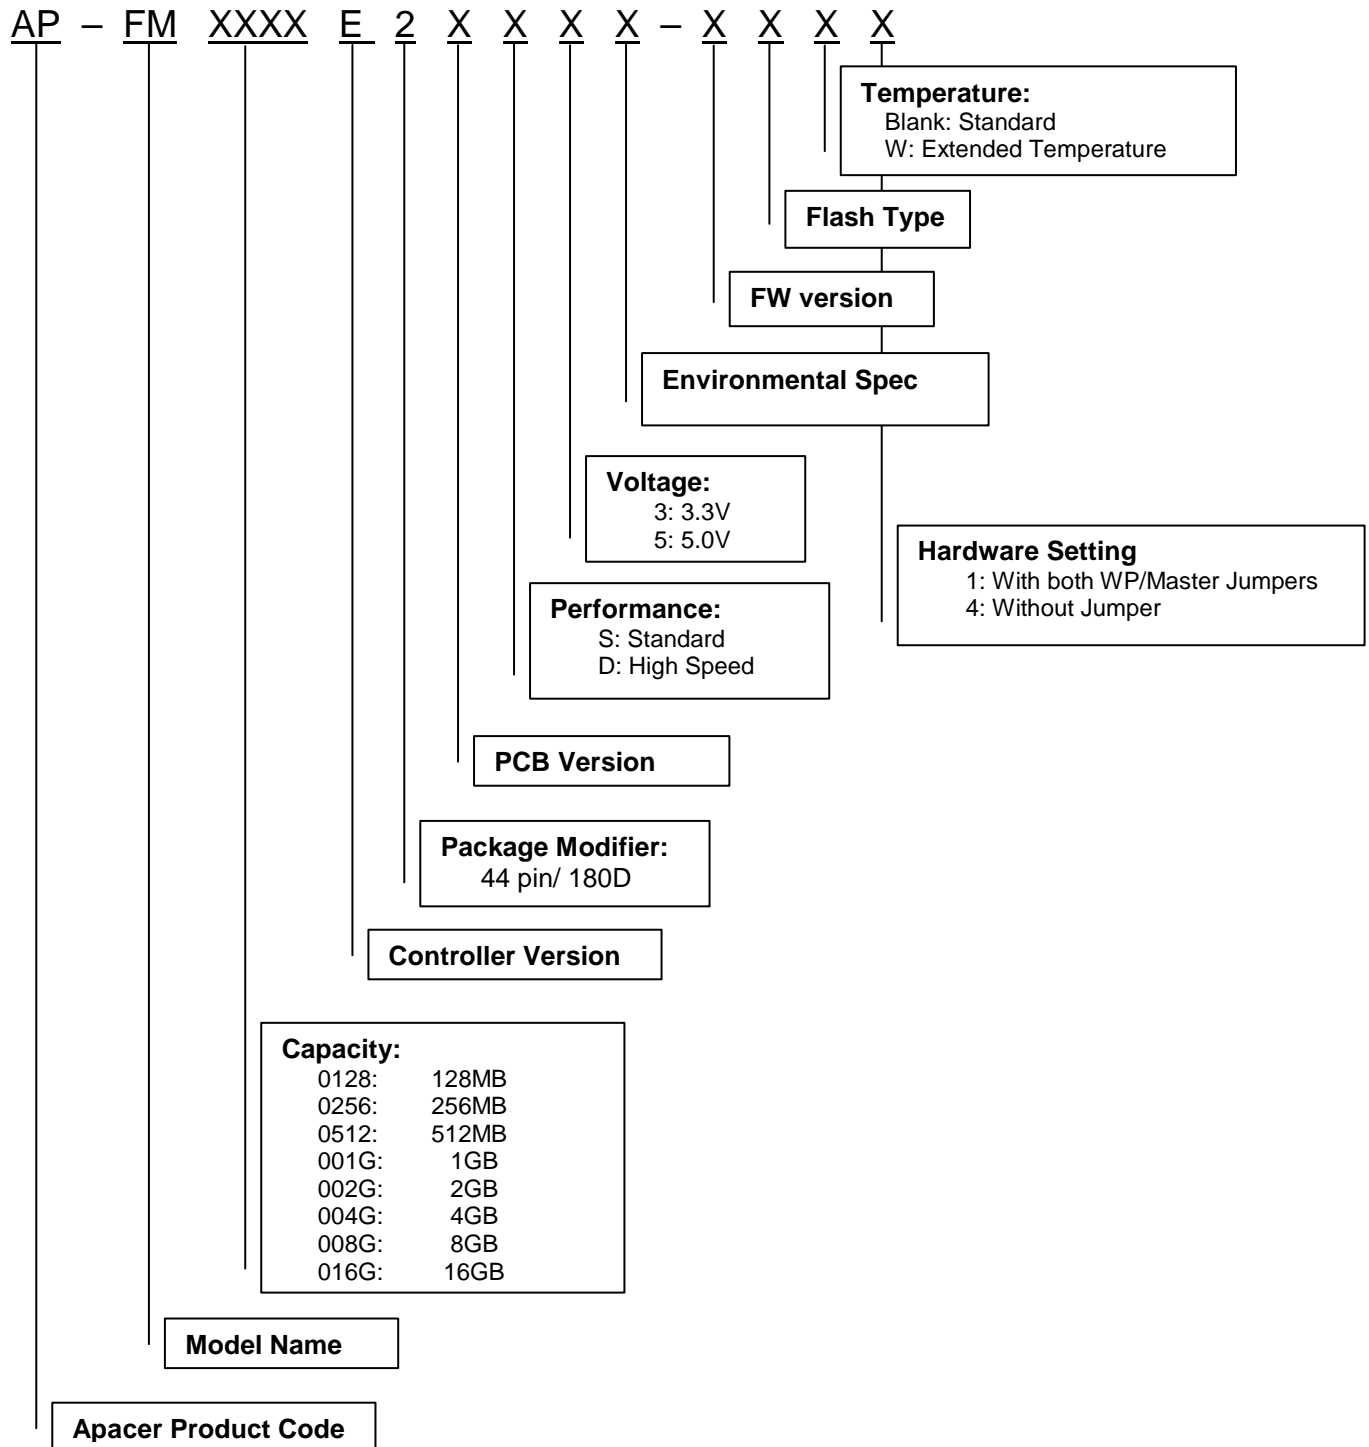 AP – FM XXXX E 2 X X X X – X X X X
Temperature:
Blank: Standard
W: Extended Temperature
Flash Type
FW version
Environmental Spec
Voltage:
3: 3.3V
5: 5.0V
Hardware Setting
1: With both WP/Master Jumpers
4: Without Jumper
Performance:
S: Standard
D: High Speed
PCB Version
Package Modifier:
44 pin/ 180D
Controller Version
Capacity:
0128: 128MB
0256: 256MB
0512: 512MB
001G: 1GB
002G: 2GB
004G: 4GB
008G: 8GB
016G: 16GB
Model Name
Apacer Product Code